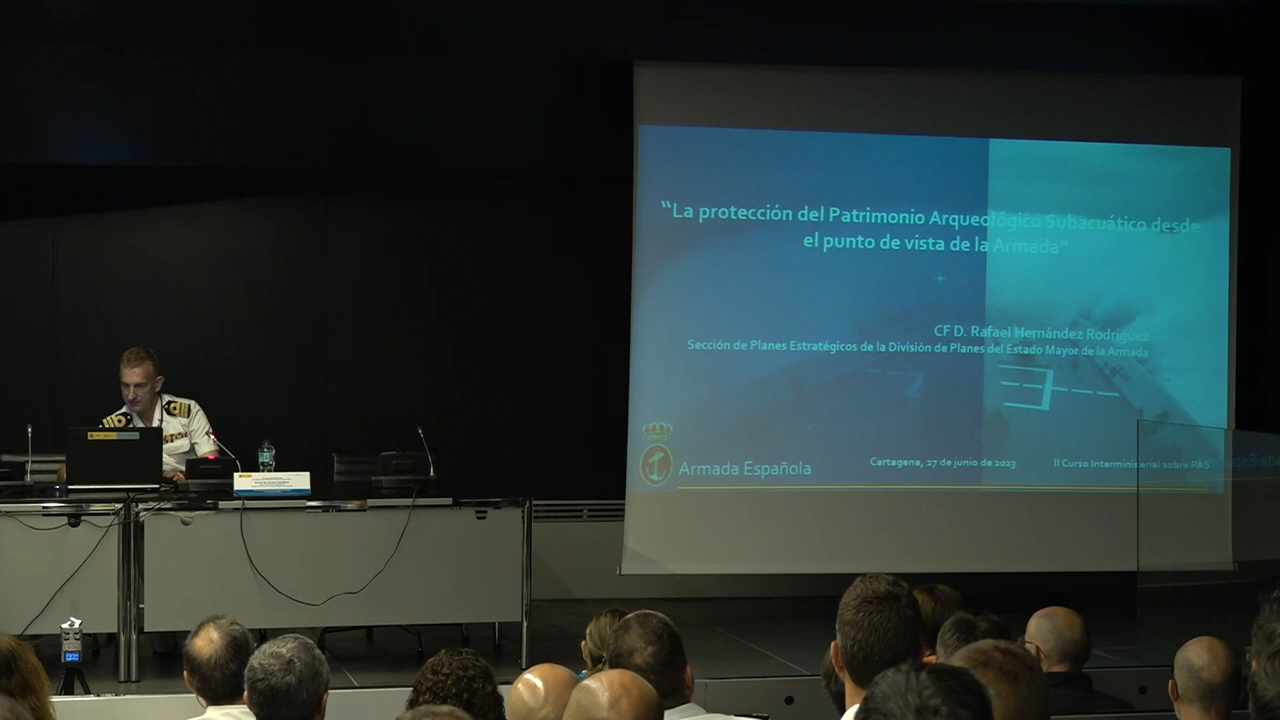 “La protección del Patrimonio Arqueológico Subacuático desde
el punto de vista de la Armada”
CF D. Rafael Hernández Rodríguez
Sección de Planes Estratégicos de la División de Planes del Estado Mayor de la Armada
Armada Española
Cartagena, 27 de junio de 2023
II Curso Interministerial sobre PAS